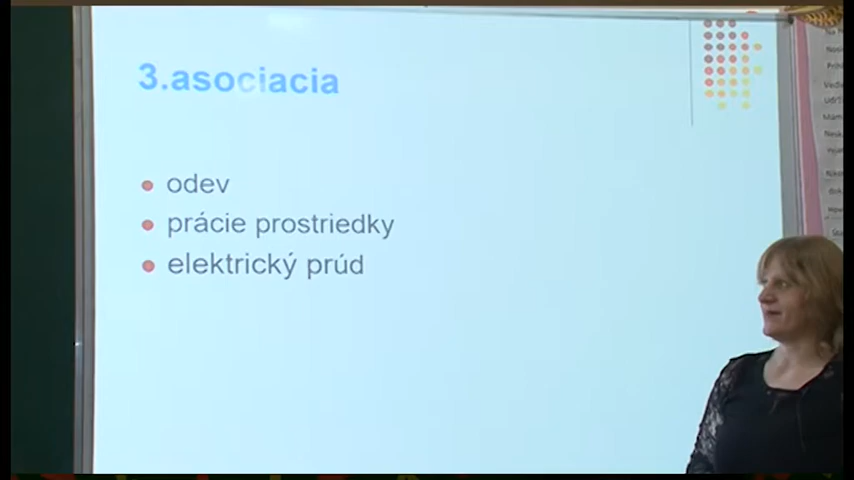 3.asociacia
odev
prácie prostriedky
elektrický prúd